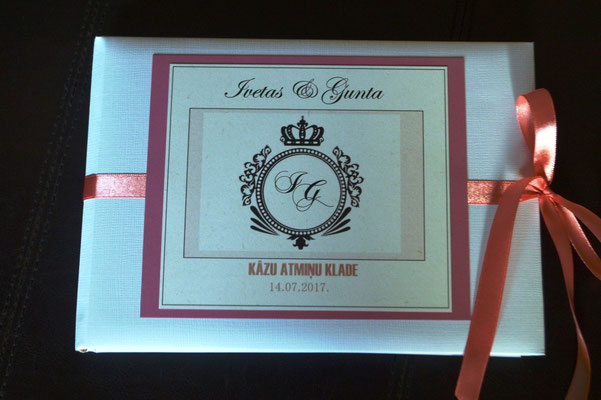 Ivetas & Gunta
IG
KĀZU ATMIŅU KLADE
14.07.2017.